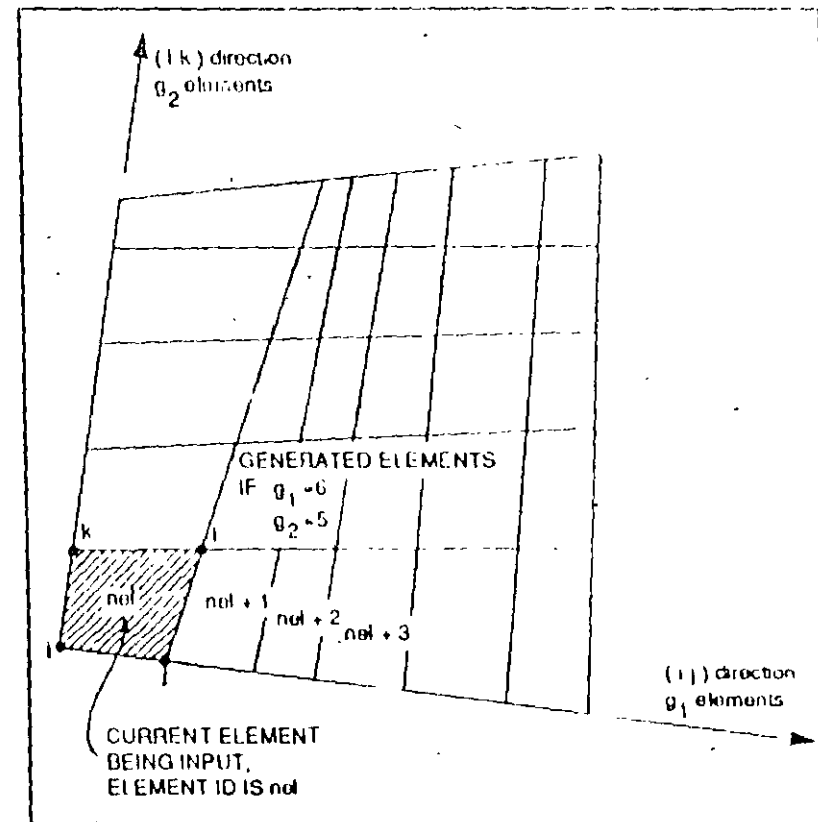 (i k) direction
g2 elements
GENERATED ELEMENTS
IF g1 = 6
g2 = 5
k
l
nel
nel + 1
nel + 2
nel + 3
i
j
(i j) direction
g1 elements
CURRENT ELEMENT
BEING INPUT,
ELEMENT ID IS nel